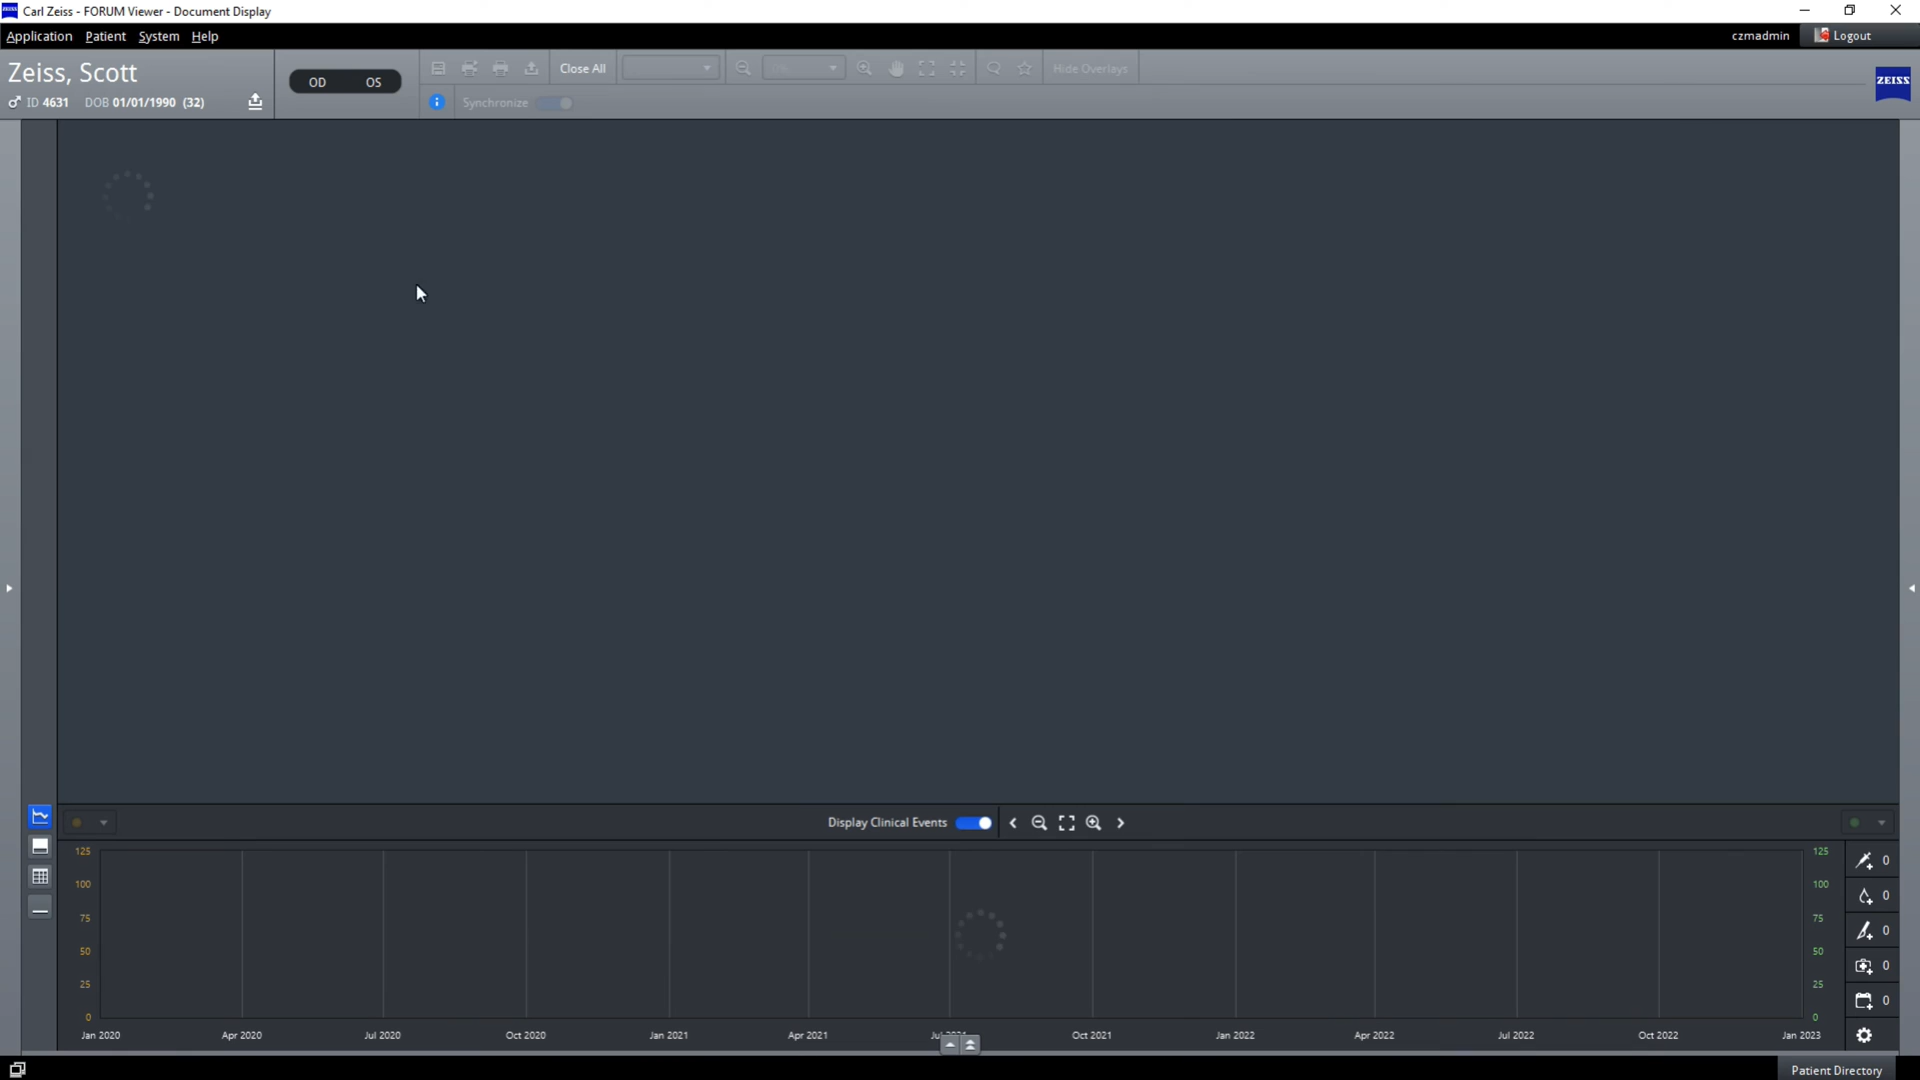 Carl Zeiss - FORUM Viewer - Document Display
Application Patient System Help
czmadmin Logout
Zeiss, Scott
ID 4631 DOB 01/01/1990 (32)
OD OS
Close All
Hide Overlays
Synchronize
ZEISS
Display Clinical Events
125
100
75
50
25
0
125
100
75
50
25
0
0
0
0
0
0
Jan 2020 Apr 2020 Jul 2020 Oct 2020 Jan 2021 Apr 2021 Oct 2021 Jan 2022 Apr 2022 Jul 2022 Oct 2022 Jan 2023
Patient Directory